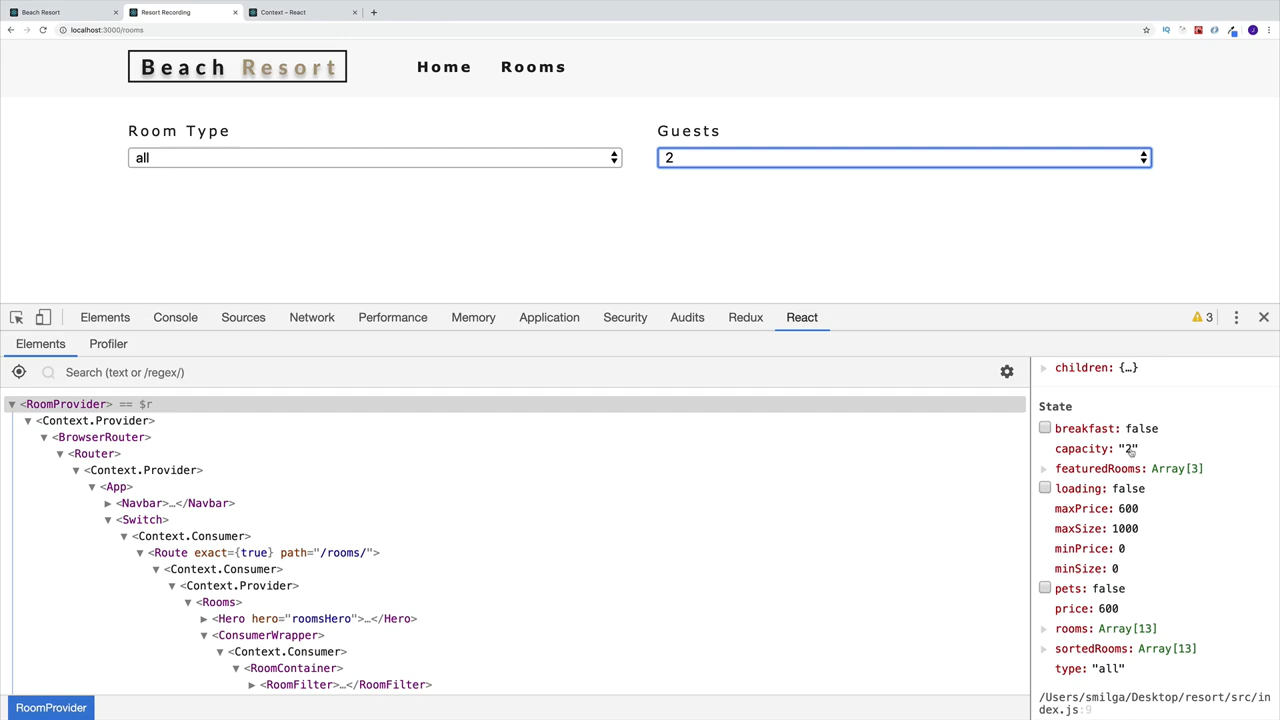 Beach Resort
Resort Recording
Context – React
localhost:3000/rooms
Beach Resort
Home
Rooms
Room Type
Guests
all
2
Elements
Console
Sources
Network
Performance
Memory
Application
Security
Audits
Redux
React
3
Elements
Profiler
Search (text or /regex/)
<RoomProvider> == $r
<Context.Provider>
<BrowserRouter>
<Router>
<Context.Provider>
<App>
<Navbar>…</Navbar>
<Switch>
<Context.Consumer>
<Route exact={true} path="/rooms/">
<Context.Consumer>
<Context.Provider>
<Rooms>
<Hero hero="roomsHero">…</Hero>
<ConsumerWrapper>
<Context.Consumer>
<RoomContainer>
<RoomFilter>…</RoomFilter>
children: {…}
State
breakfast: false
capacity: "2"
featuredRooms: Array[3]
loading: false
maxPrice: 600
maxSize: 1000
minPrice: 0
minSize: 0
pets: false
price: 600
rooms: Array[13]
sortedRooms: Array[13]
type: "all"
/Users/smilga/Desktop/resort/src/in
dex.js:9
RoomProvider